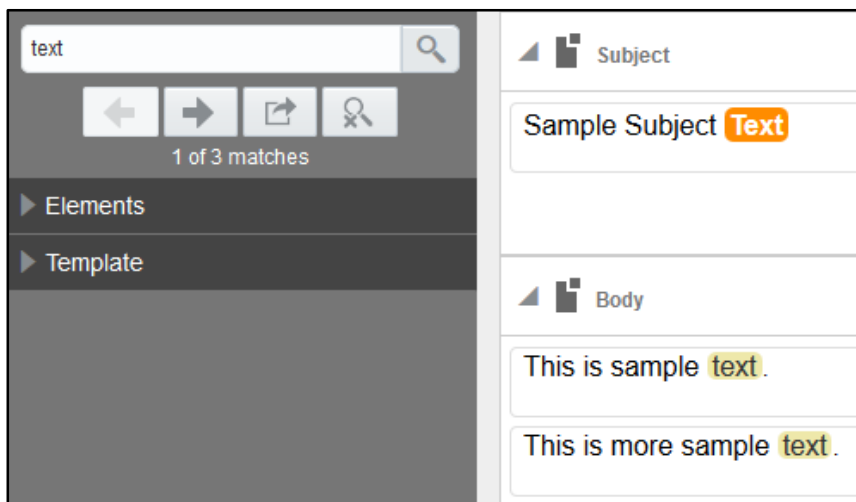 text
1 of 3 matches
Elements
Template
Subject
Sample Subject Text
Body
This is sample text.
This is more sample text.